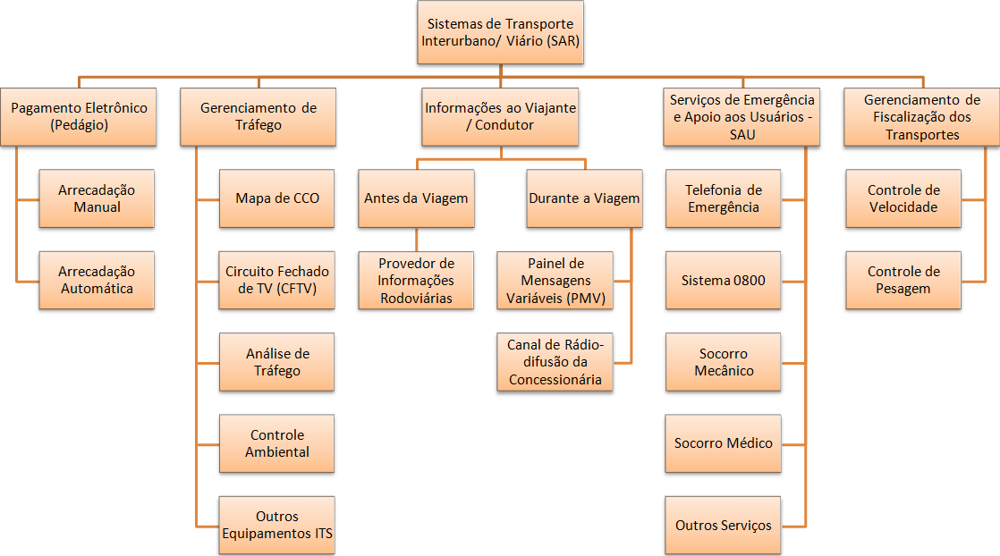 Sistemas de Transporte
Interurbano/ Viário (SAR)
Pagamento Eletrônico
(Pedágio)
Gerenciamento de
Tráfego
Informações ao Viajante
/ Condutor
Serviços de Emergência
e Apoio aos Usuários -
SAU
Gerenciamento de
Fiscalização dos
Transportes
Arrecadação
Manual
Arrecadação
Automática
Mapa de CCO
Circuito Fechado
de TV (CFTV)
Análise de
Tráfego
Controle
Ambiental
Outros
Equipamentos ITS
Antes da Viagem
Provedor de
Informações
Rodoviárias
Durante a Viagem
Painel de
Mensagens
Variáveis (PMV)
Canal de Rádio-
difusão da
Concessionária
Telefonia de
Emergência
Sistema 0800
Socorro
Mecânico
Socorro Médico
Outros Serviços
Controle de
Velocidade
Controle de
Pesagem